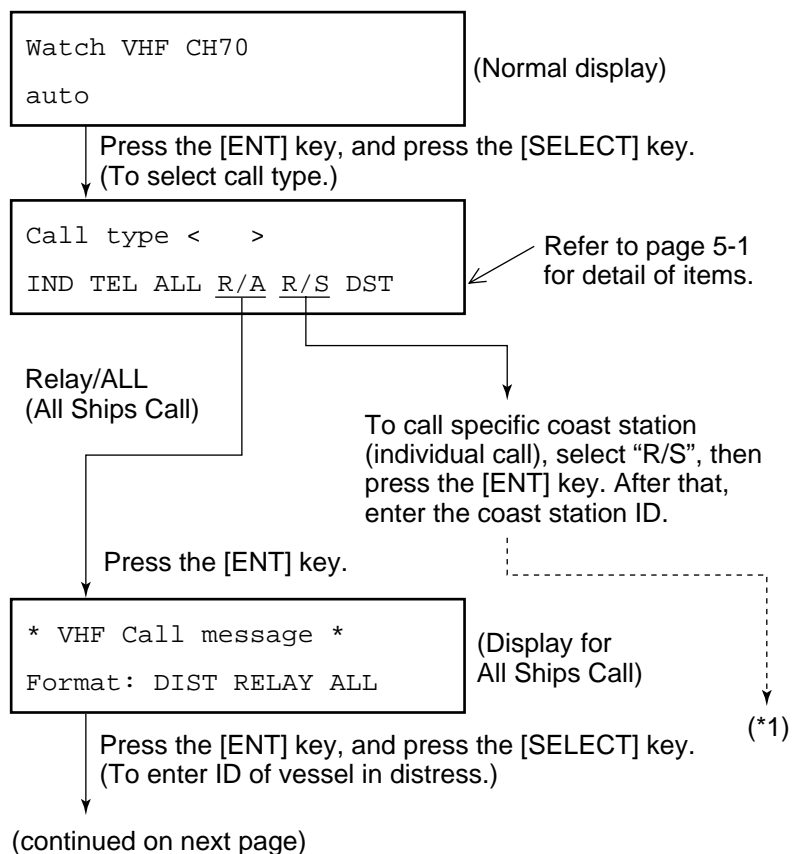 Watch VHF CH70
auto
(Normal display)
Press the [ENT] key, and press the [SELECT] key.
(To select call type.)
Call type <   >
IND TEL ALL R/A R/S DST
Refer to page 5-1
for detail of items.
Relay/ALL
(All Ships Call)
To call specific coast station
(individual call), select “R/S”, then
press the [ENT] key. After that,
enter the coast station ID.
Press the [ENT] key.
* VHF Call message *
Format: DIST RELAY ALL
(Display for
All Ships Call)
(*1)
Press the [ENT] key, and press the [SELECT] key.
(To enter ID of vessel in distress.)
(continued on next page)